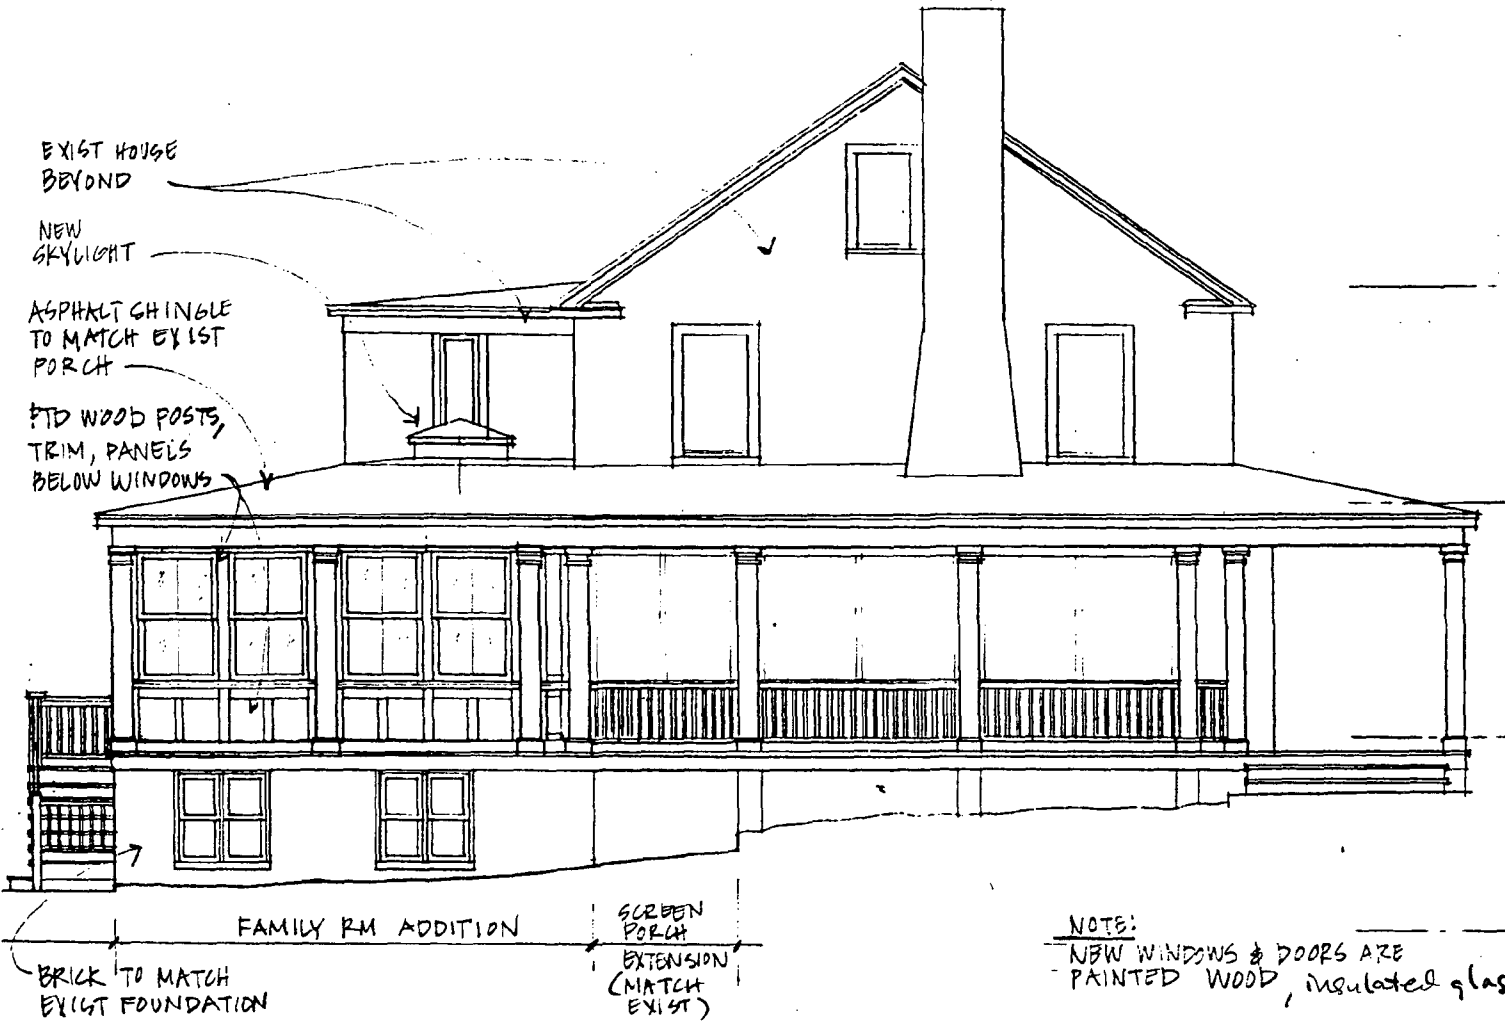 EXIST HOUSE
BEYOND
NEW
SKYLIGHT
ASPHALT SHINGLE
TO MATCH EXIST
PORCH
PTD WOOD POSTS,
TRIM, PANELS
BELOW WINDOWS
FAMILY RM ADDITION
SCREEN
PORCH
EXTENSION
(MATCH
EXIST)
BRICK TO MATCH
EXIST FOUNDATION
NOTE:
NEW WINDOWS & DOORS ARE
PAINTED WOOD, insulated glas